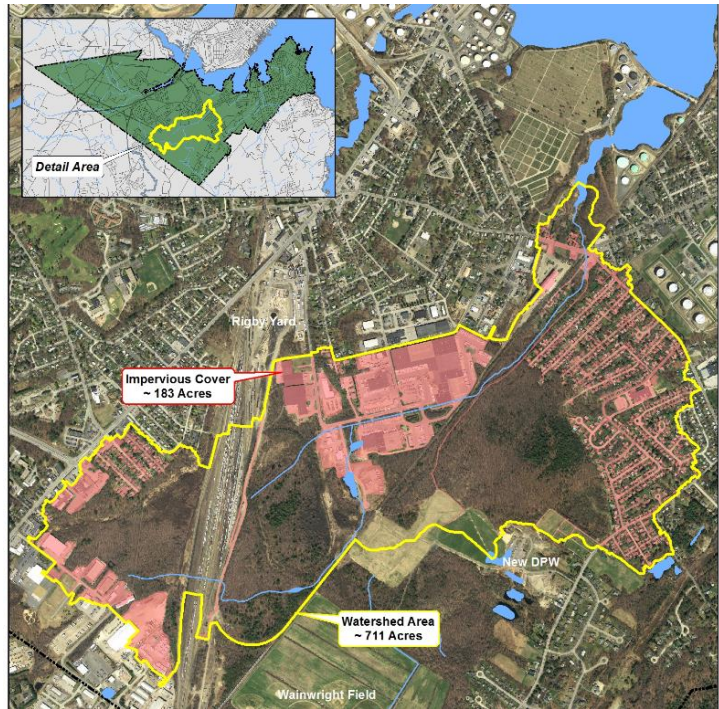 Detail Area
Rigby Yard
Impervious Cover
~ 183 Acres
New DPW
Watershed Area
~ 711 Acres
Wainwright Field